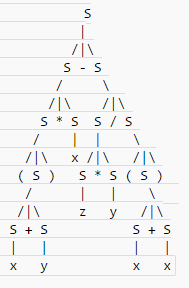 S
|
/|\
S - S
/ \
/|\ /|\
S * S S / S
/ | | \
/|\ x /|\ /|\
( S ) S * S ( S )
/ | | \
/|\ z y /|\
S + S S + S
| | | |
x y x x